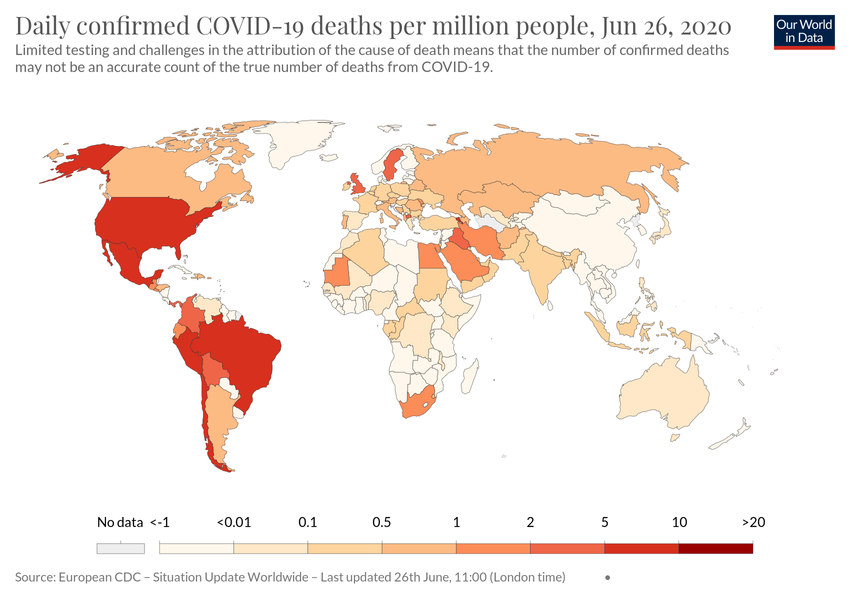 Daily confirmed COVID-19 deaths per million people, Jun 26, 2020
Our World
in Data
Limited testing and challenges in the attribution of the cause of death means that the number of confirmed deaths
may not be an accurate count of the true number of deaths from COVID-19.
No data <-1 <0.01 0.1 0.5 1 2 5 10 >20
Source: European CDC – Situation Update Worldwide – Last updated 26th June, 11:00 (London time) •